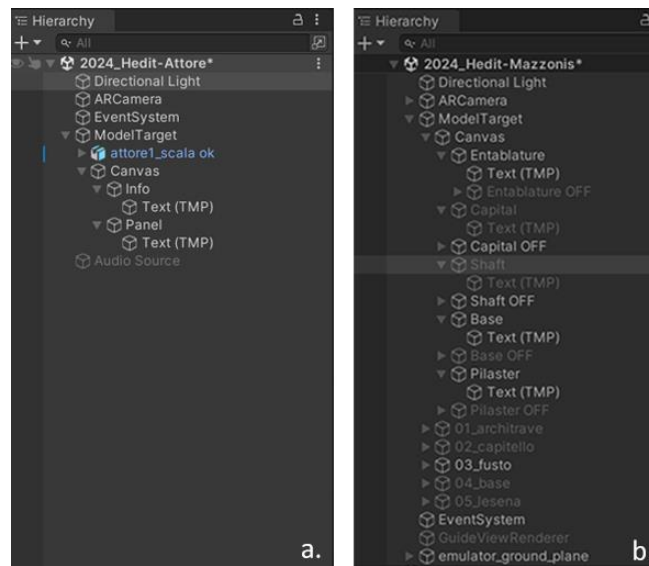 Hierarchy
All
2024_Hedit-Attore*
Directional Light
ARCamera
EventSystem
ModelTarget
attore1_scala ok
Canvas
Info
Text (TMP)
Panel
Text (TMP)
Audio Source
a.
Hierarchy
All
2024_Hedit-Mazzonis*
Directional Light
ARCamera
ModelTarget
Canvas
Entablature
Text (TMP)
Entablature OFF
Capital
Text (TMP)
Capital OFF
Shaft
Text (TMP)
Shaft OFF
Base
Text (TMP)
Base OFF
Pilaster
Text (TMP)
Pilaster OFF
01_architrave
02_capitello
03_fusto
04_base
05_lesena
EventSystem
GuideViewRenderer
emulator_ground_plane
b